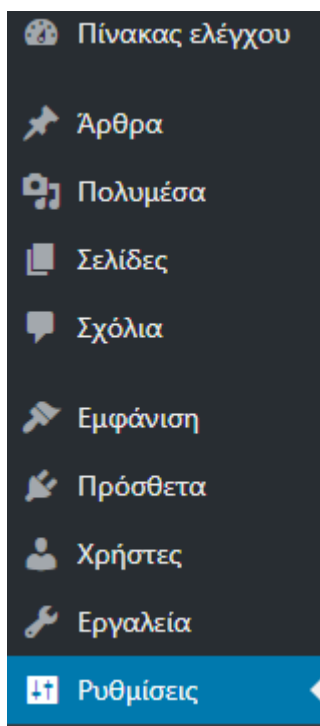 Πίνακας ελέγχου
Άρθρα
Πολυμέσα
Σελίδες
Σχόλια
Εμφάνιση
Πρόσθετα
Χρήστες
Εργαλεία
Ρυθμίσεις